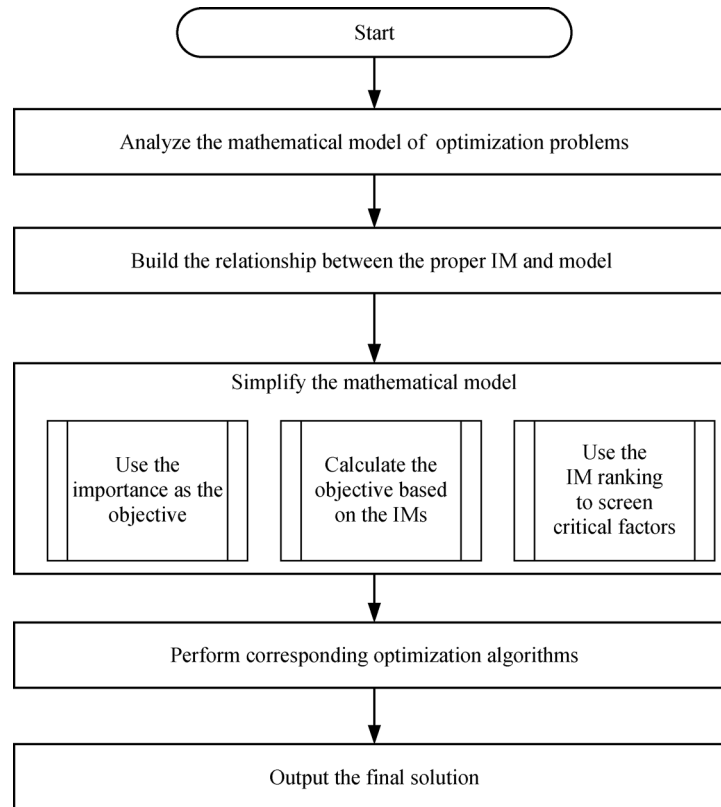 Start
Analyze the mathematical model of optimization problems
Build the relationship between the proper IM and model
Simplify the mathematical model
Use the
importance as the
objective
Calculate the
objective based
on the IMs
Use the
IM ranking
to screen
critical factors
Perform corresponding optimization algorithms
Output the final solution